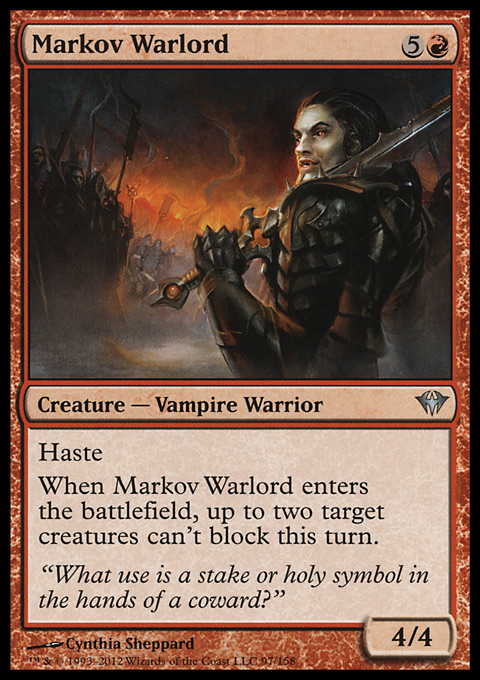 Markov Warlord 5
Creature — Vampire Warrior
Haste
When Markov Warlord enters
the battlefield, up to two target
creatures can't block this turn.
“What use is a stake or holy symbol in
the hands of a coward?”
Cynthia Sheppard
4/4
™ & © 1993–2012 Wizards of the Coast LLC 97/158